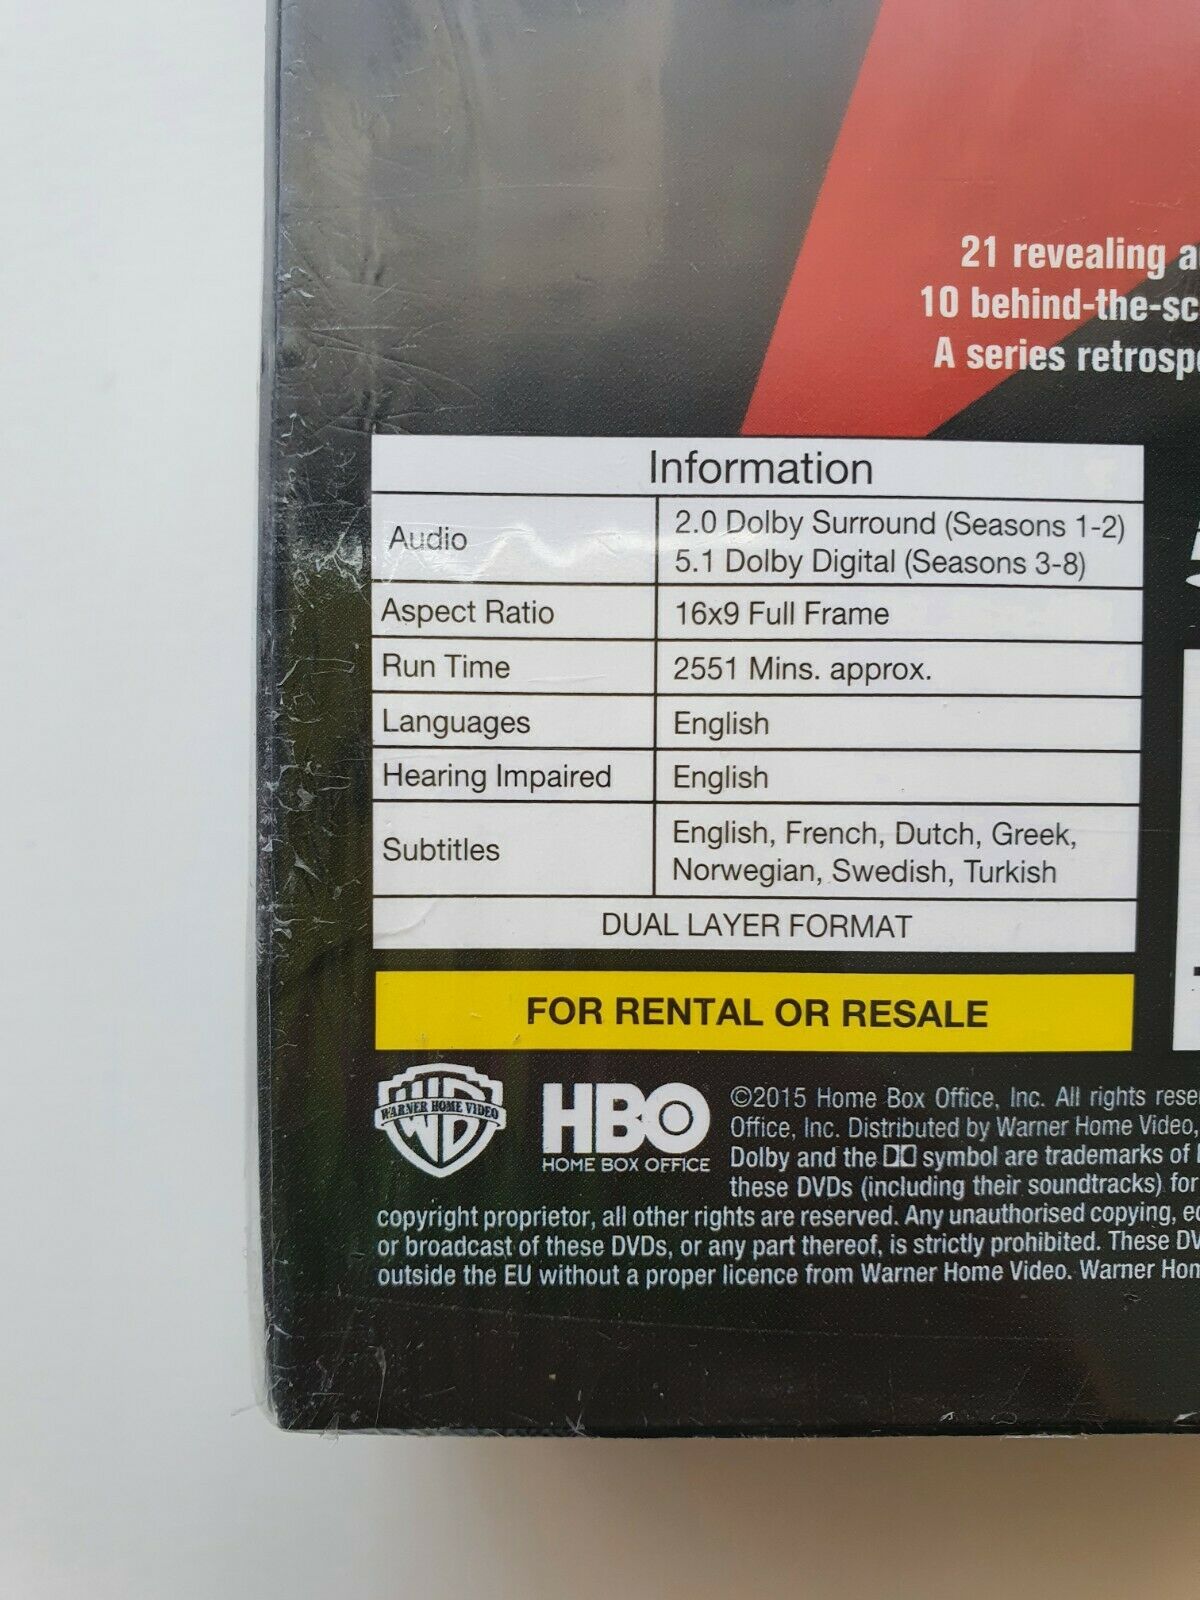 21 revealing
10 behind-the-sc
A series retrosp
Information
Audio
2.0 Dolby Surround (Seasons 1-2)
5.1 Dolby Digital (Seasons 3-8)
Aspect Ratio
16x9 Full Frame
Run Time
2551 Mins. approx.
Languages
English
Hearing Impaired
English
Subtitles
English, French, Dutch, Greek,
Norwegian, Swedish, Turkish
DUAL LAYER FORMAT
FOR RENTAL OR RESALE
WARNER HOME VIDEO
HBO
HOME BOX OFFICE
©2015 Home Box Office, Inc. All rights rese
Office, Inc. Distributed by Warner Home Video,
Dolby and the symbol are trademarks of
these DVDs (including their soundtracks) for
copyright proprietor, all other rights are reserved. Any unauthorised copying, e
or broadcast of these DVDs, or any part thereof, is strictly prohibited. These DV
outside the EU without a proper licence from Warner Home Video. Warner Hom